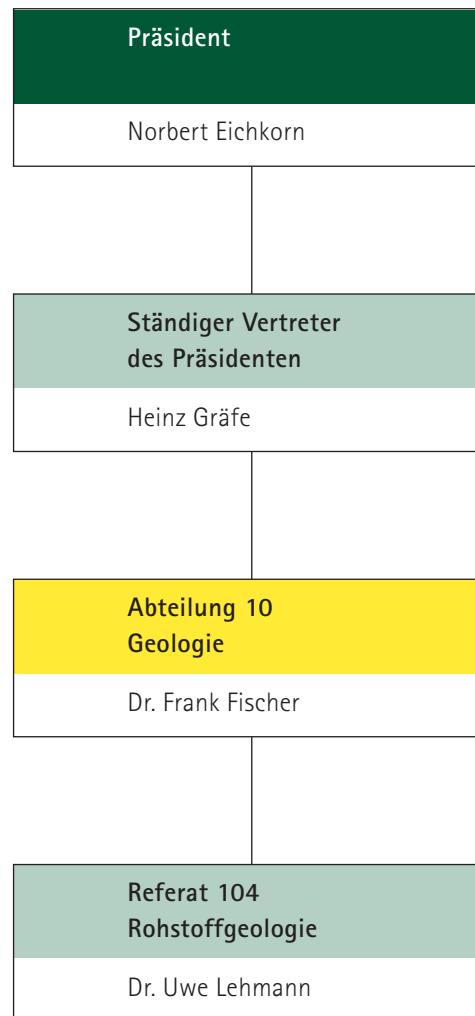 Präsident
Norbert Eichkorn
Ständiger Vertreter
des Präsidenten
Heinz Gräfe
Abteilung 10
Geologie
Dr. Frank Fischer
Referat 104
Rohstoffgeologie
Dr. Uwe Lehmann